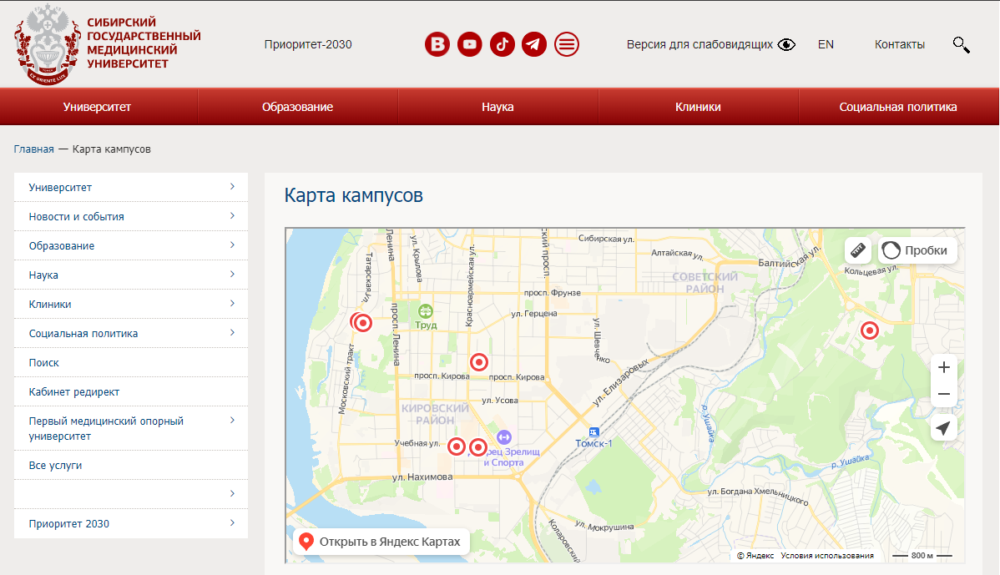 СИБИРСКИЙ
ГОСУДАРСТВЕННЫЙ
МЕДИЦИНСКИЙ
УНИВЕРСИТЕТ
EX ORIENTE LUX
Приоритет-2030
Версия для слабовидящих
EN
Контакты
Университет
Образование
Наука
Клиники
Социальная политика
Главная — Карта кампусов
Университет
Новости и события
Образование
Наука
Клиники
Социальная политика
Поиск
Кабинет редирект
Первый медицинский опорный
университет
Все услуги
Приоритет 2030
Карта кампусов
Сибирская ул.
Алтайская ул.
Балтийская ул.
Кольцевая ул.
Пробки
СОВЕТСКИЙ
РАЙОН
Ленина
ул. Крылова
Красноармейская ул.
ский просп.
Татарская ул.
просп. Фрунзе
ул. Герцена
Труд
просп. Ленина
ул. Шевченко
Московский тракт
просп. Кирова
просп. Кирова
ул. Елизаровых
ул. Усова
КИРОВСКИЙ
РАЙОН
р. Ушайка
Учебная ул.
Томск-1
рец Зрелищ
и Спорта
р. Ушайка
ул. Нахимова
ул. Богдана Хмельницкого
Коларовский
ул. Мокрушина
Открыть в Яндекс Картах
© Яндекс Условия использования
800 м